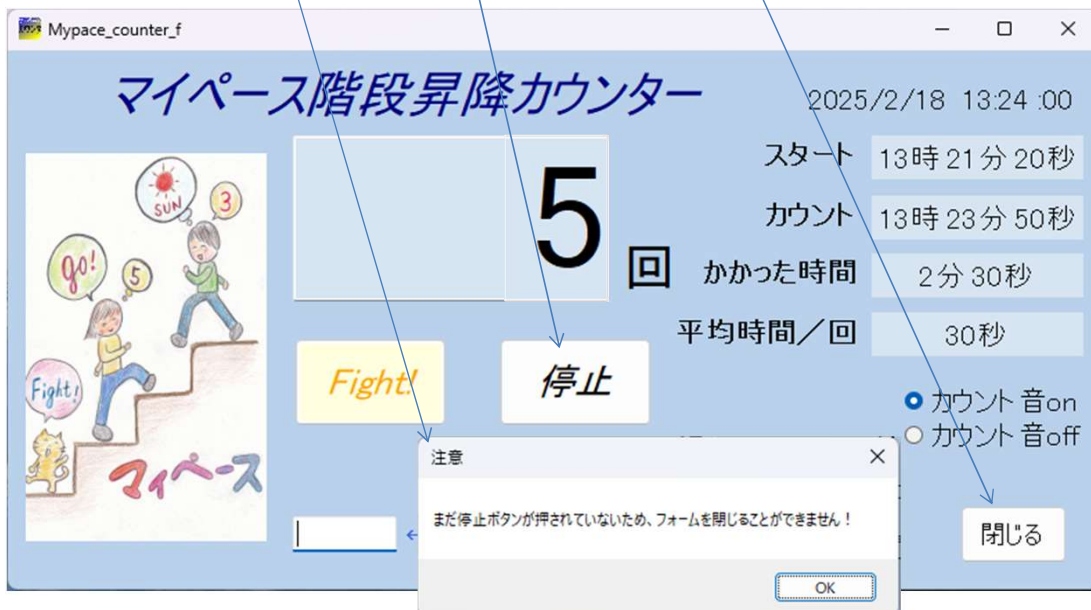 Mypace_counter_f
マイペース階段昇降カウンター
2025/2/18 13:24:00
スタート 13時 21分 20秒
SUN 3
5 回
カウント 13時 23分 50秒
go! 5
かかった時間 2分 30秒
平均時間/回 30秒
Fight!
Fight!
停止
カウント 音on
カウント 音off
マイペース
注意
まだ停止ボタンが押されていないため、フォームを閉じることができません!
←
閉じる
OK